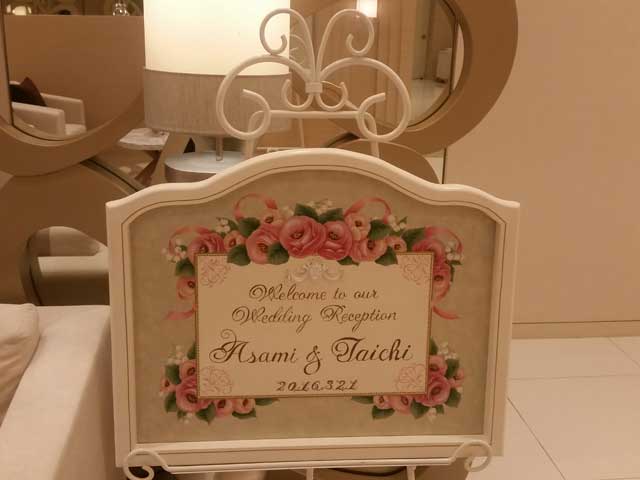 Welcome to our
Wedding Reception
Asami & Taichi
2016.3.21